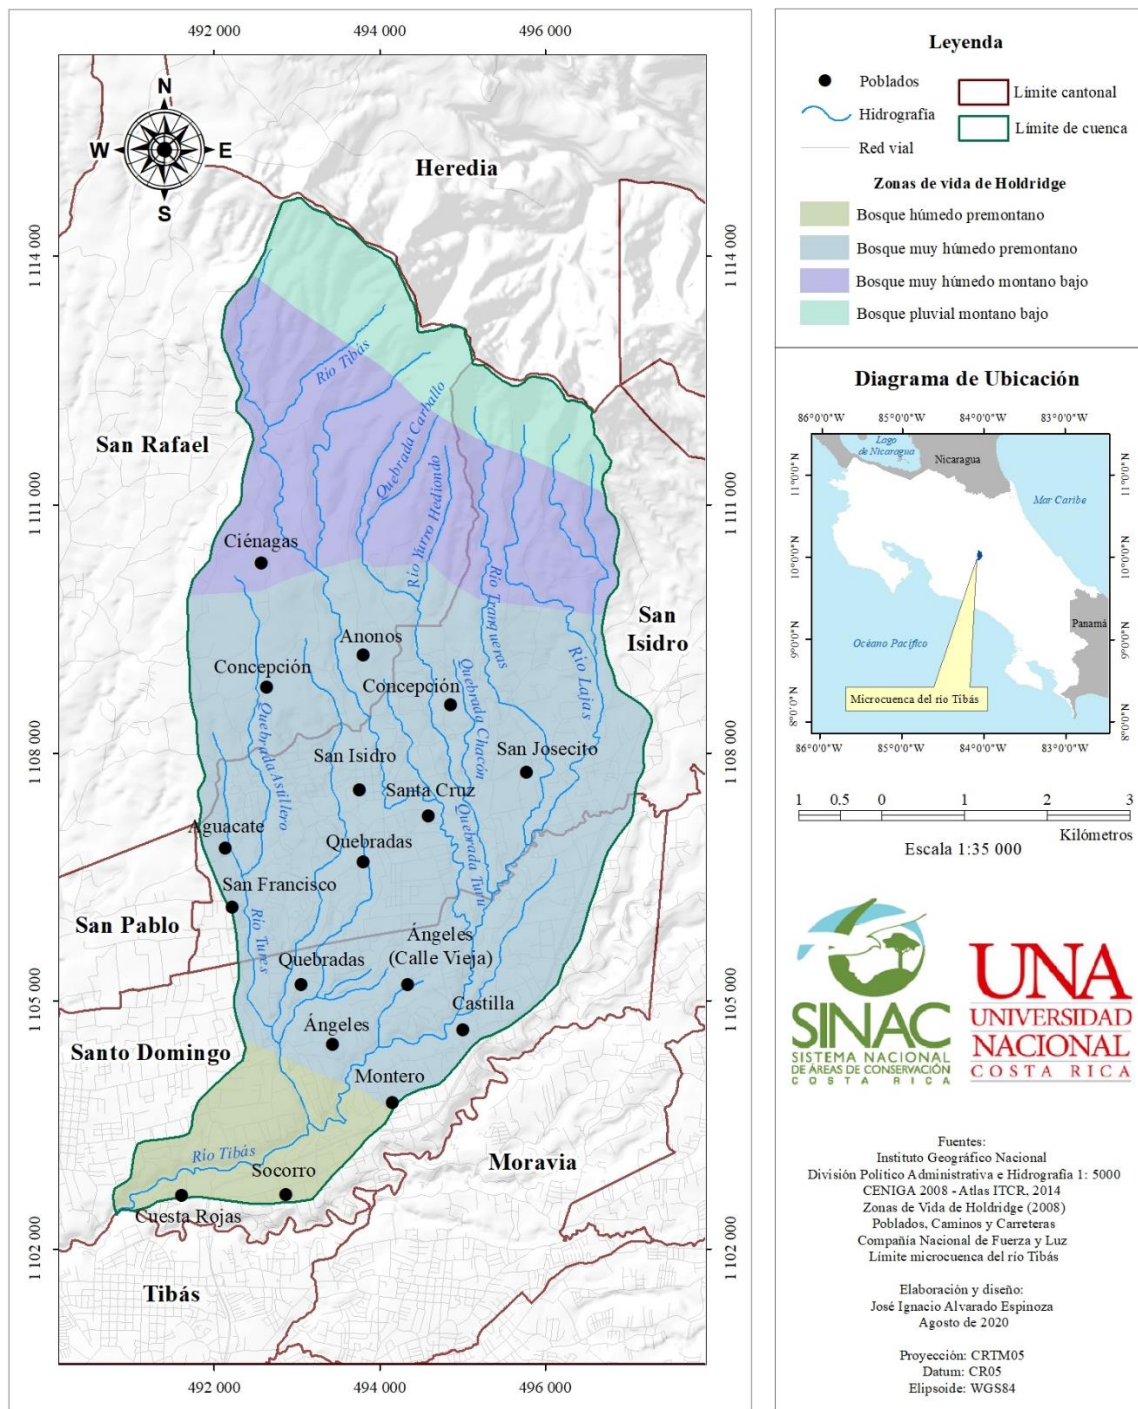 492 000
494 000
496 000
N
W
E
S
Heredia
1 114 000
1 114 000
Río Tibás
San Rafael
Quebrada Carballo
Río Yurro Hediondo
1 111 000
1 111 000
Ciénagas
Río Tranqueras
San
Isidro
Anonos
Concepción
Concepción
Río Lajas
Quebrada Chacón
Quebrada Astillero
1 108 000
1 108 000
San Isidro
San Josecito
Santa Cruz
Aguacate
Quebradas
Quebrada Turú
San Francisco
San Pablo
Río Tures
Ángeles
(Calle Vieja)
Quebradas
1 105 000
1 105 000
Castilla
Ángeles
Santo Domingo
Montero
Río Tibás
Socorro
Moravia
Cuesta Rojas
1 102 000
1 102 000
Tibás
492 000
494 000
496 000
Leyenda
Poblados
Límite cantonal
Hidrografía
Límite de cuenca
Red vial
Zonas de vida de Holdridge
Bosque húmedo premontano
Bosque muy húmedo premontano
Bosque muy húmedo montano bajo
Bosque pluvial montano bajo
Diagrama de Ubicación
86°0'0"W
85°0'0"W
84°0'0"W
83°0'0"W
Lago
de Nicaragua
Nicaragua
11°0'0"N
11°0'0"N
Mar Caribe
10°0'0"N
10°0'0"N
Panamá
9°0'0"N
9°0'0"N
Océano Pacífico
Microcuenca del río Tibás
8°0'0"N
8°0'0"N
86°0'0"W
85°0'0"W
84°0'0"W
83°0'0"W
1 0.5 0 1 2 3
Kilómetros
Escala 1:35 000
SINAC
SISTEMA NACIONAL
DE ÁREAS DE CONSERVACIÓN
COSTA RICA
UNA
UNIVERSIDAD
NACIONAL
COSTA RICA
Fuentes:
Instituto Geográfico Nacional
División Político Administrativa e Hidrografía 1: 5000
CENIGA 2008 - Atlas ITCR, 2014
Zonas de Vida de Holdridge (2008)
Poblados, Caminos y Carreteras
Compañía Nacional de Fuerza y Luz
Límite microcuenca del río Tibás
Elaboración y diseño:
José Ignacio Alvarado Espinoza
Agosto de 2020
Proyección: CRTM05
Datum: CR05
Elipsoide: WGS84